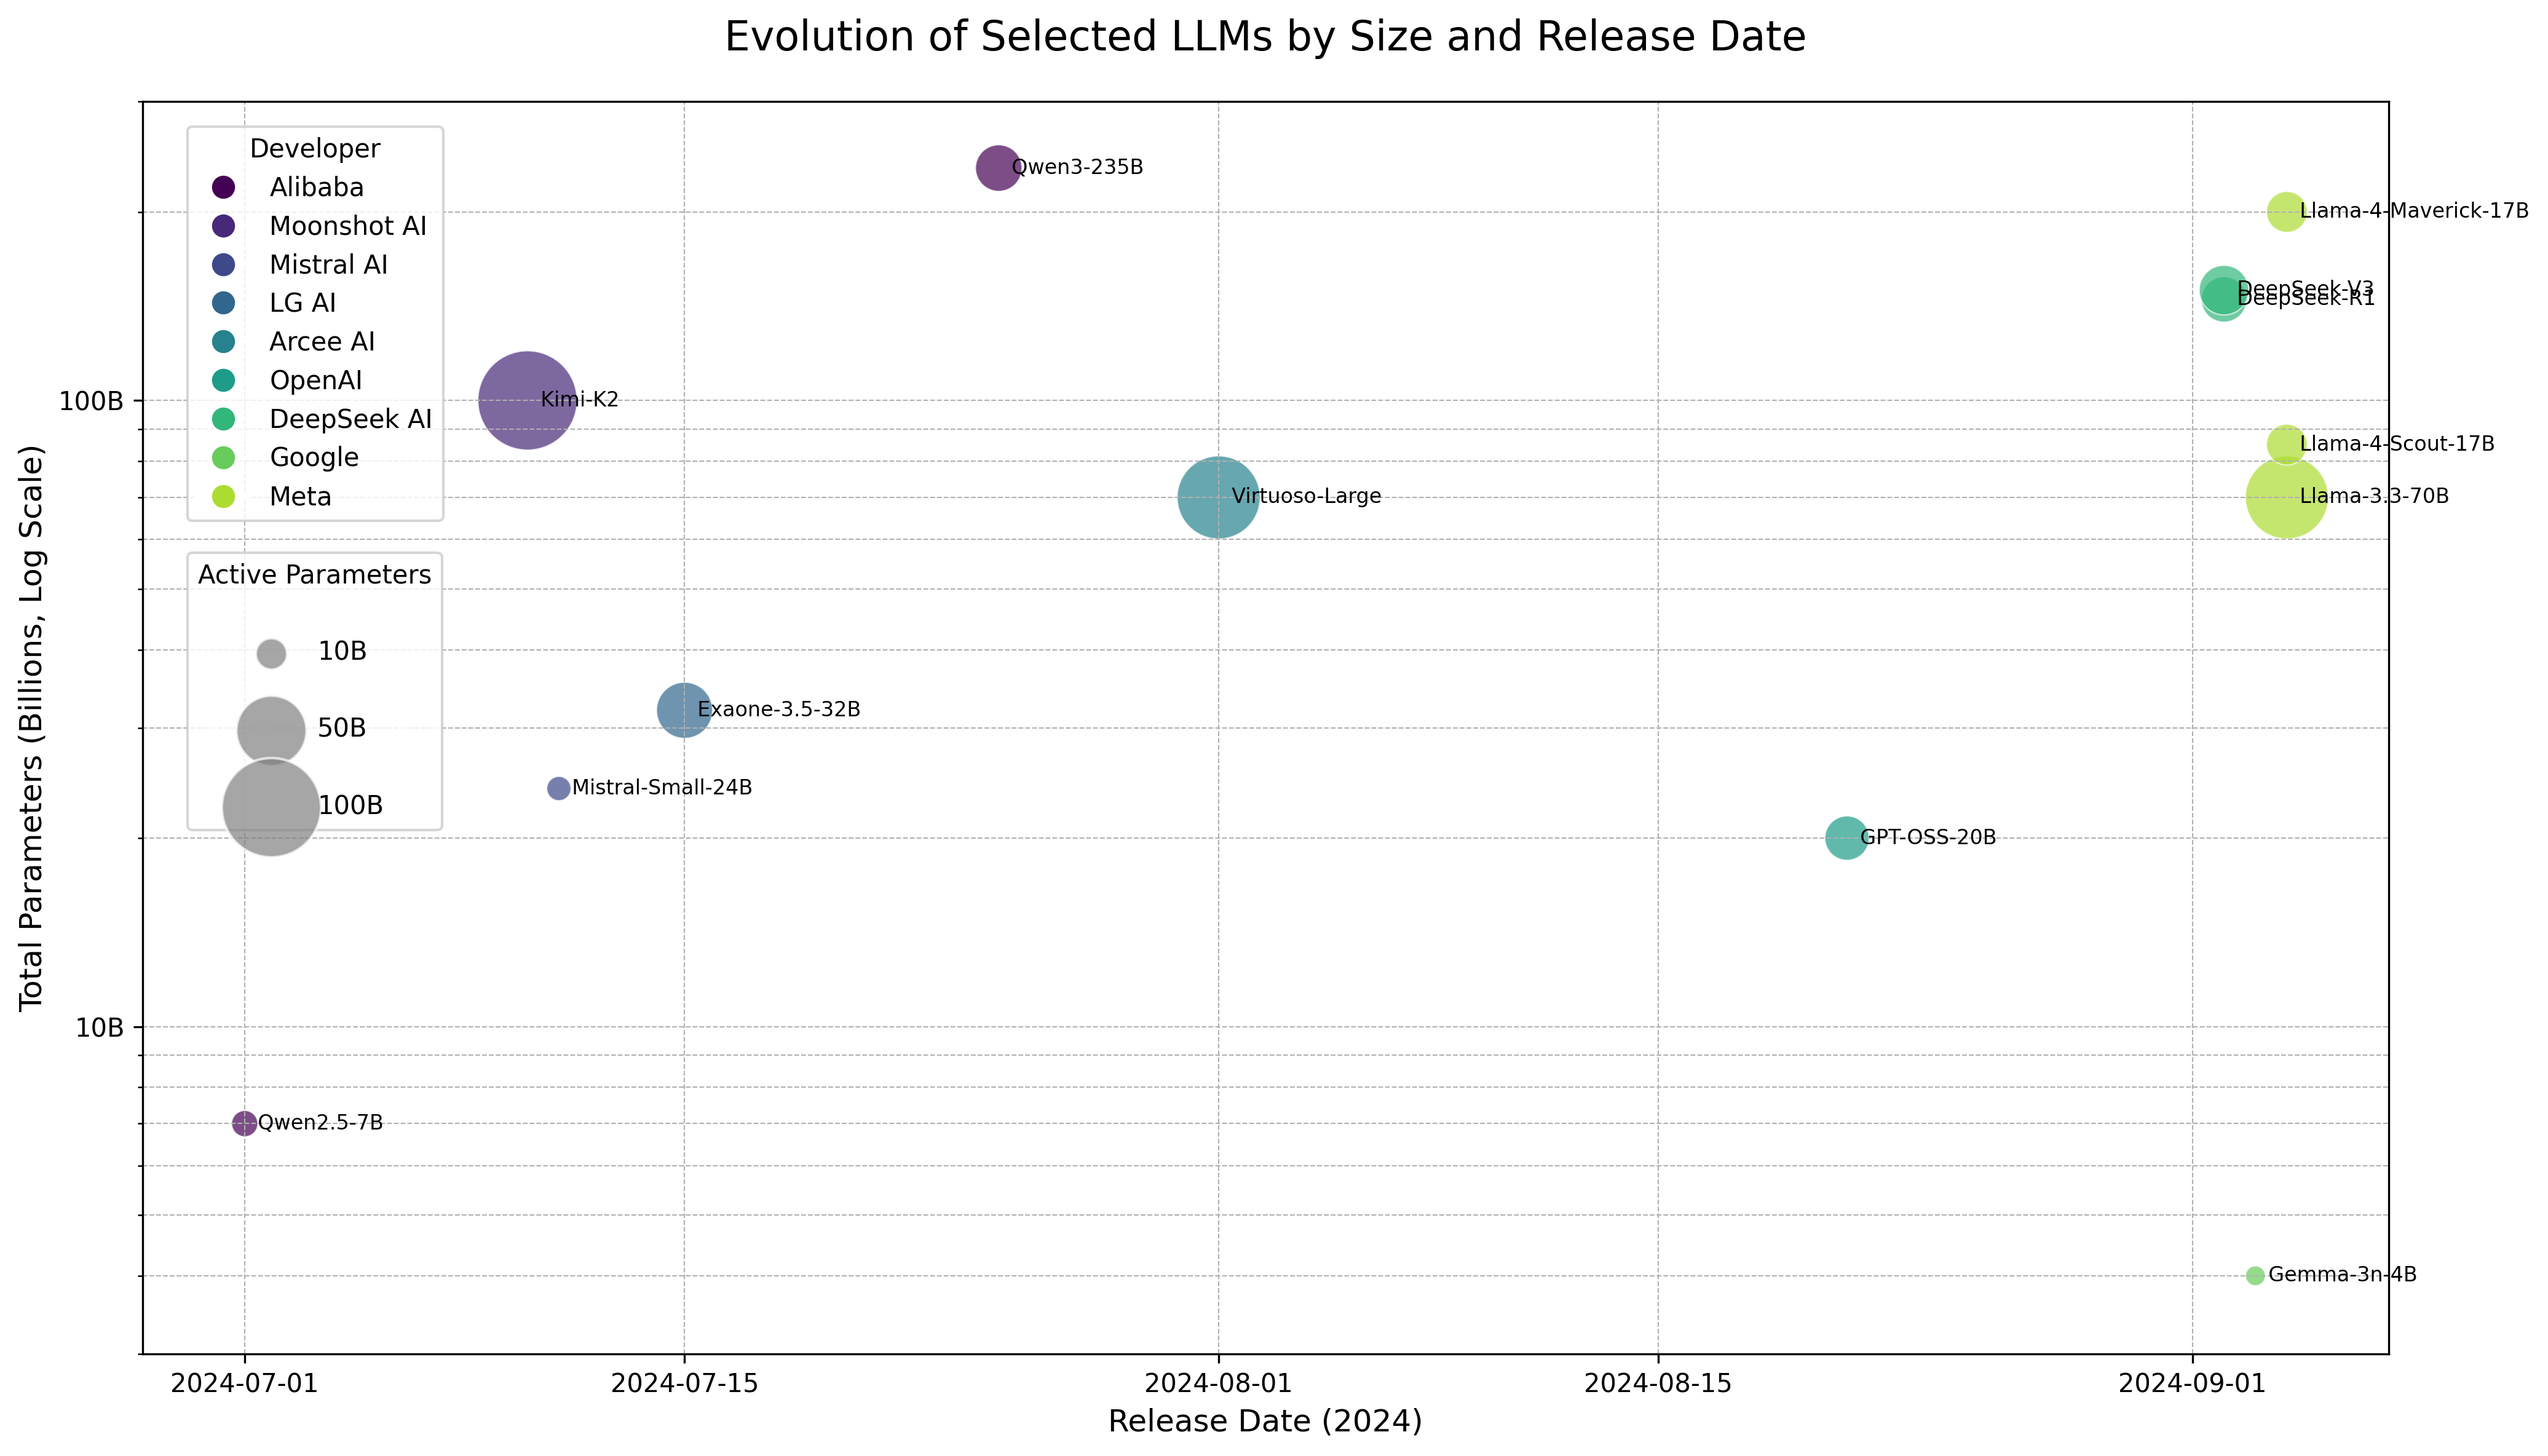 Evolution of Selected LLMs by Size and Release Date
Total Parameters (Billions, Log Scale)
100B
10B
Developer
Alibaba
Moonshot AI
Mistral AI
LG AI
Arcee AI
OpenAI
DeepSeek AI
Google
Meta
Active Parameters
10B
50B
100B
Qwen3-235B
Llama-4-Maverick-17B
DeepSeek-V3
DeepSeek-R1
Kimi-K2
Llama-4-Scout-17B
Virtuoso-Large
Llama-3.3-70B
Exaone-3.5-32B
Mistral-Small-24B
GPT-OSS-20B
Qwen2.5-7B
Gemma-3n-4B
2024-07-01
2024-07-15
2024-08-01
2024-08-15
2024-09-01
Release Date (2024)